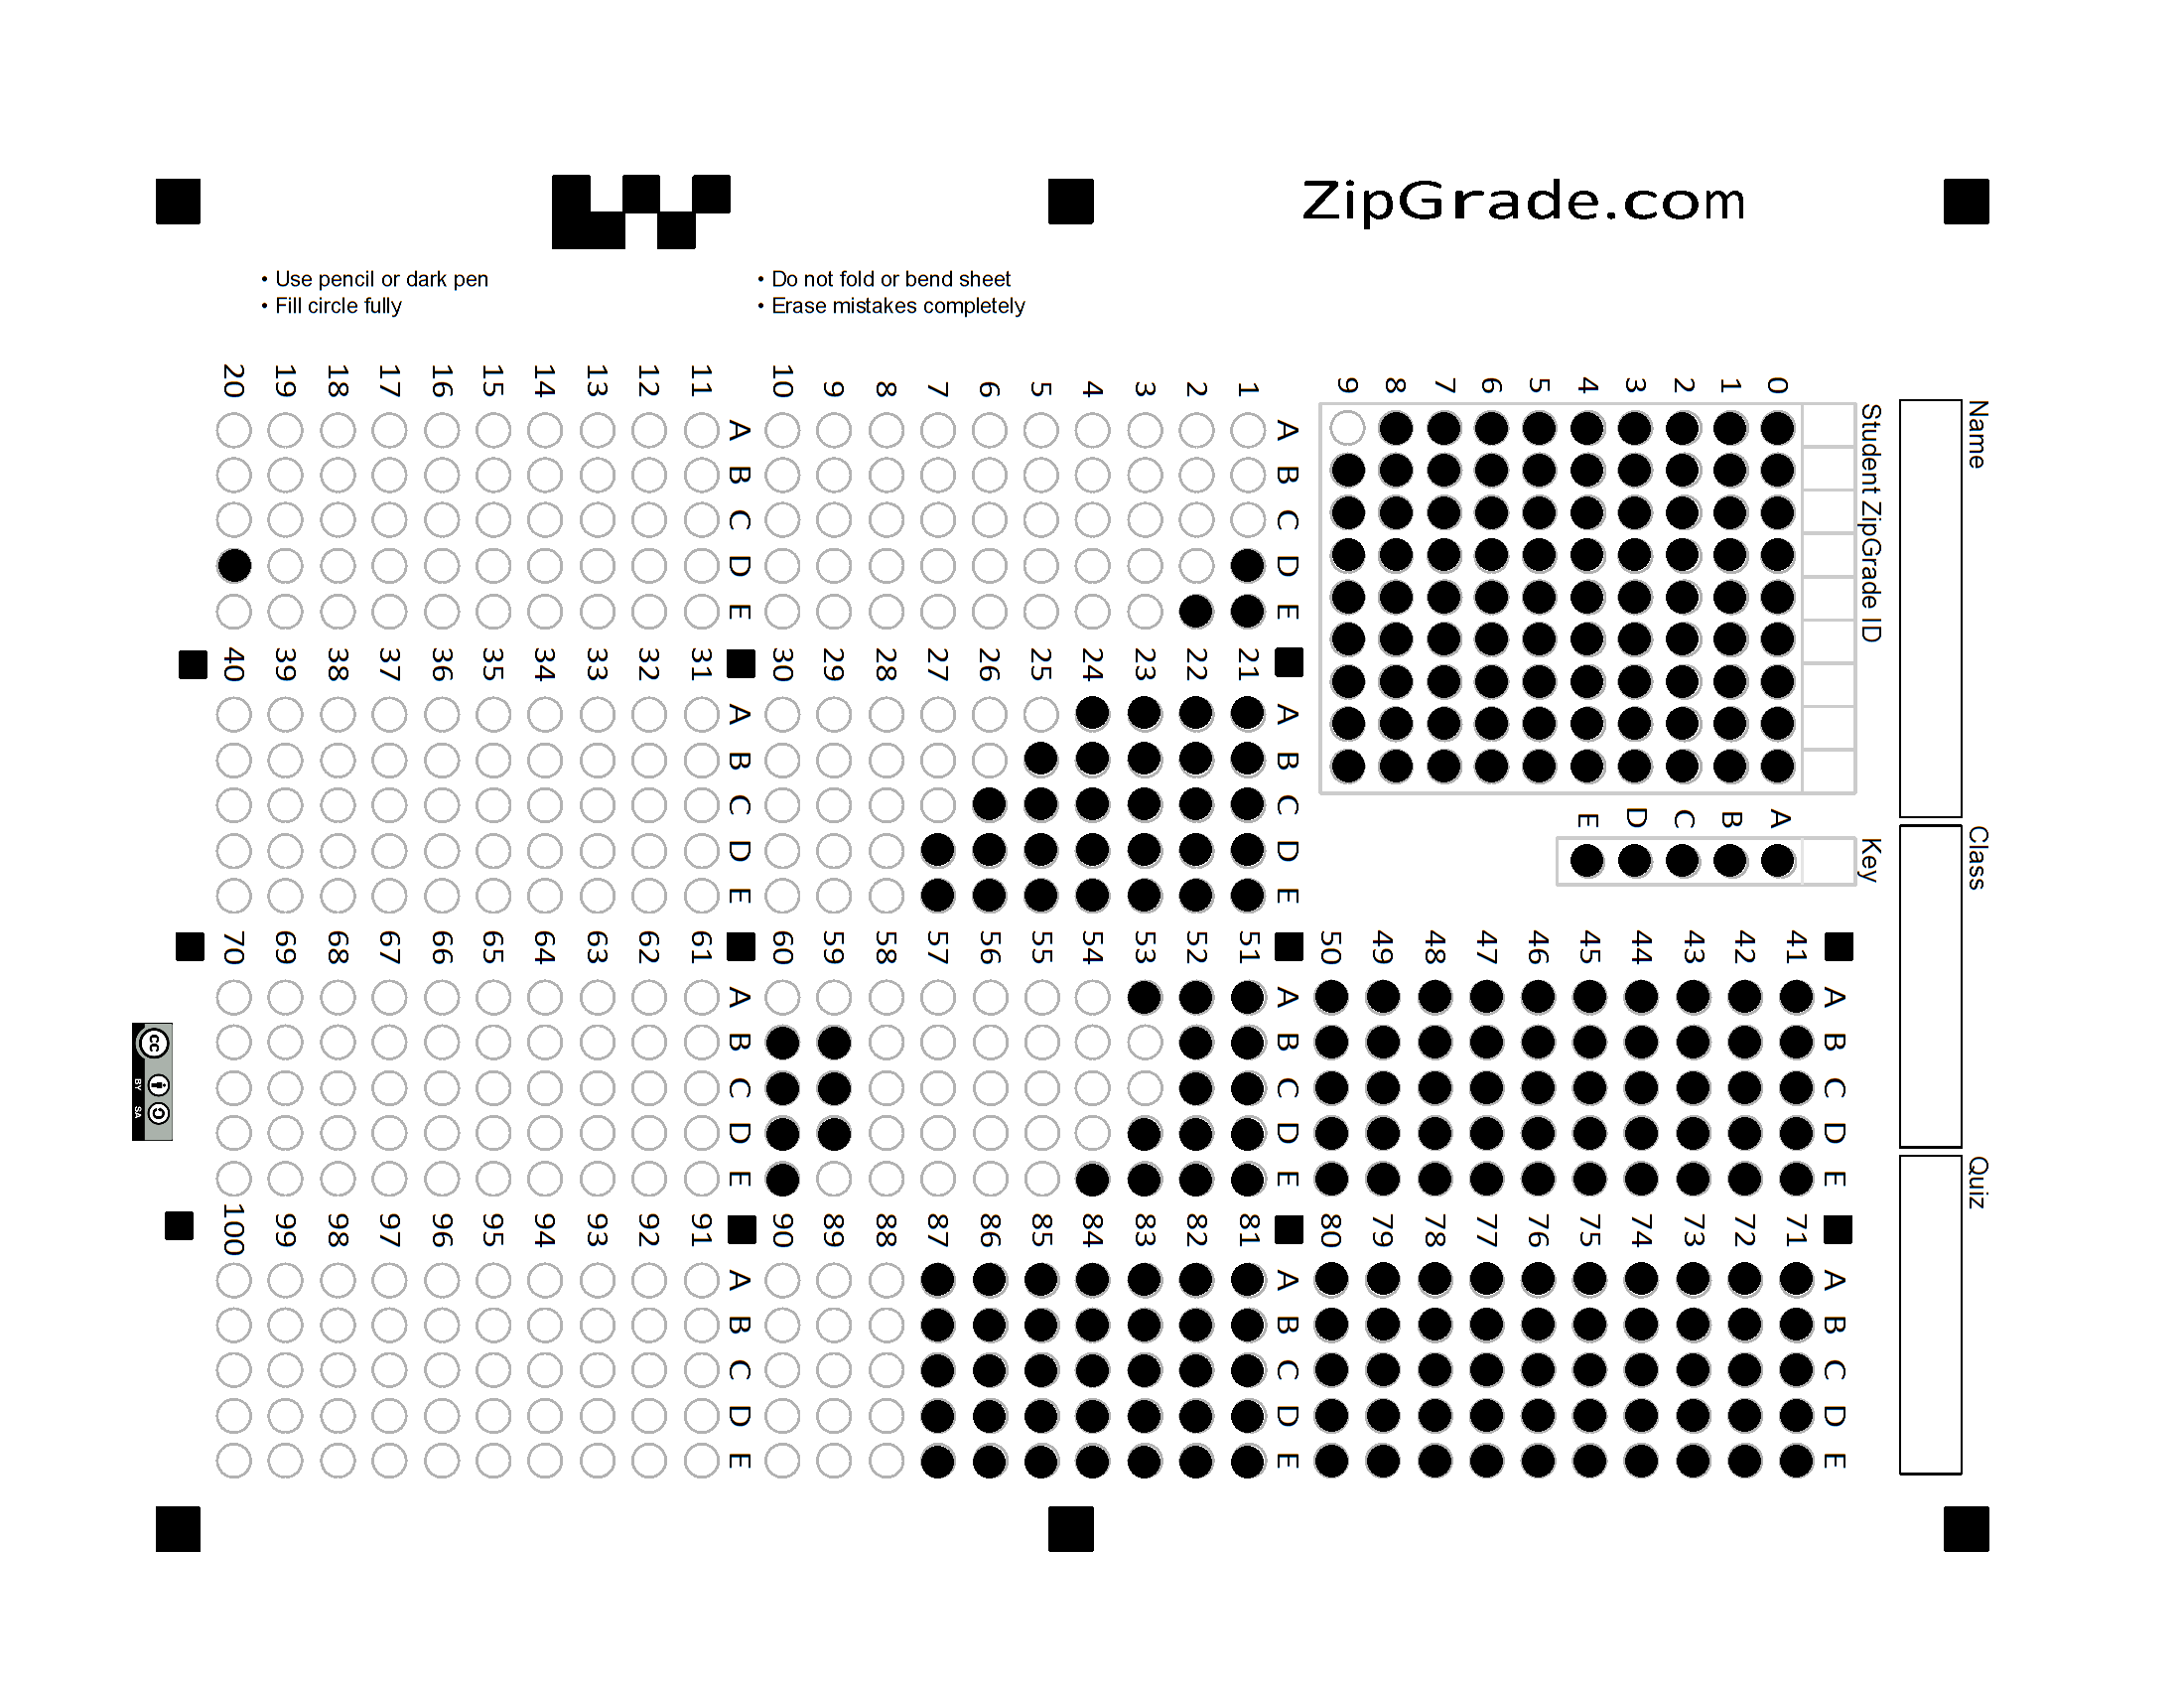 ZipGrade.com
• Use pencil or dark pen
• Fill circle fully
• Do not fold or bend sheet
• Erase mistakes completely
Name
Class
Quiz
Student ZipGrade ID
0 1 2 3 4 5 6 7 8 9
Key
A B C D E
1 2 3 4 5 6 7 8 9 10
A B C D E
11 12 13 14 15 16 17 18 19 20
A B C D E
21 22 23 24 25 26 27 28 29 30
A B C D E
31 32 33 34 35 36 37 38 39 40
A B C D E
41 42 43 44 45 46 47 48 49 50
A B C D E
51 52 53 54 55 56 57 58 59 60
A B C D E
61 62 63 64 65 66 67 68 69 70
A B C D E
71 72 73 74 75 76 77 78 79 80
A B C D E
81 82 83 84 85 86 87 88 89 90
A B C D E
91 92 93 94 95 96 97 98 99 100
A B C D E
cc
BY SA